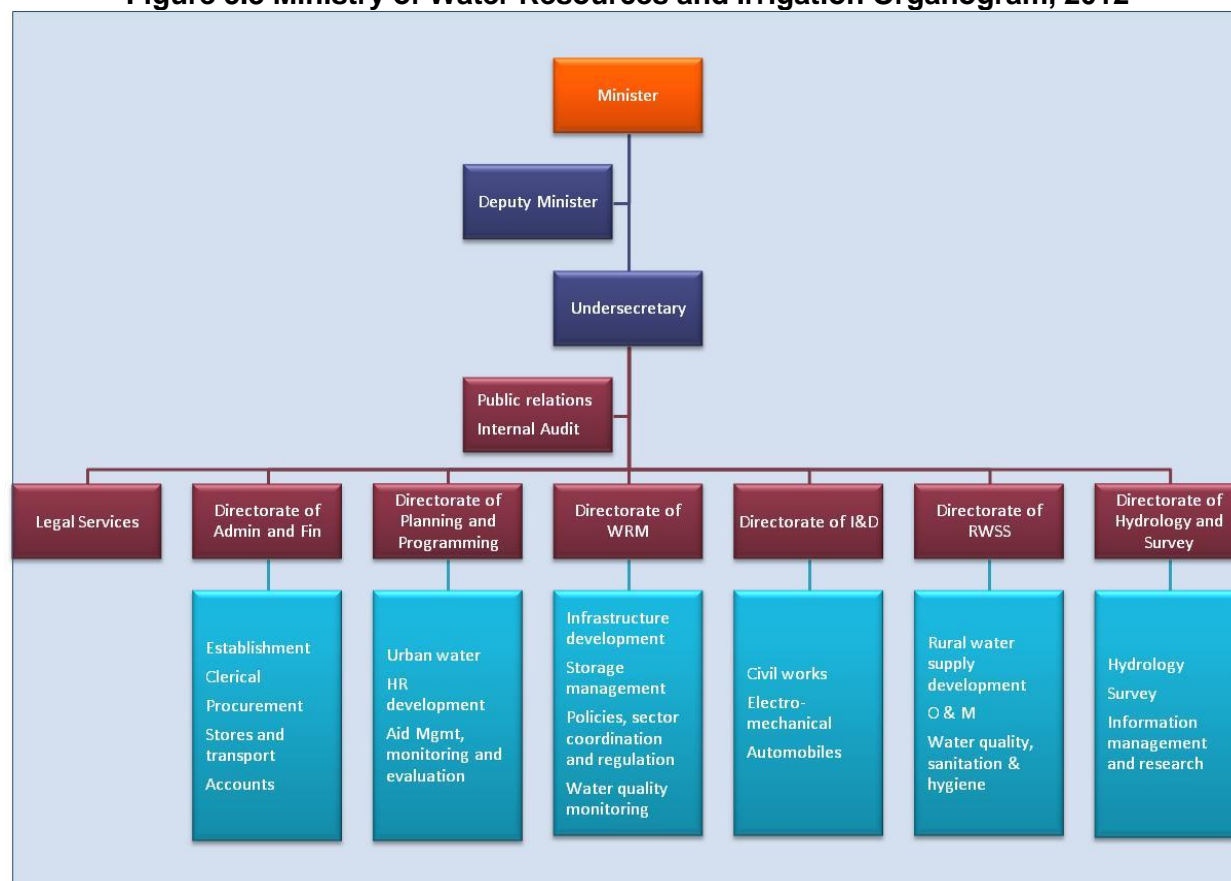 Figure 3.3 Ministry of Water Resources and Irrigation Organogram, 2012
Minister
Deputy Minister
Undersecretary
Public relations
Internal Audit
Legal Services
Directorate of
Admin and Fin
Directorate of
Planning and
Programming
Directorate of
WRM
Directorate of I&D
Directorate of
RWSS
Directorate of
Hydrology and
Survey
Establishment
Clerical
Procurement
Stores and
transport
Accounts
Urban water
HR
development
Aid Mgmt,
monitoring and
evaluation
Infrastructure
development
Storage
management
Policies, sector
coordination
and regulation
Water quality
monitoring
Civil works
Electro-
mechanical
Automobiles
Rural water
supply
development
O & M
Water quality,
sanitation &
hygiene
Hydrology
Survey
Information
management
and research